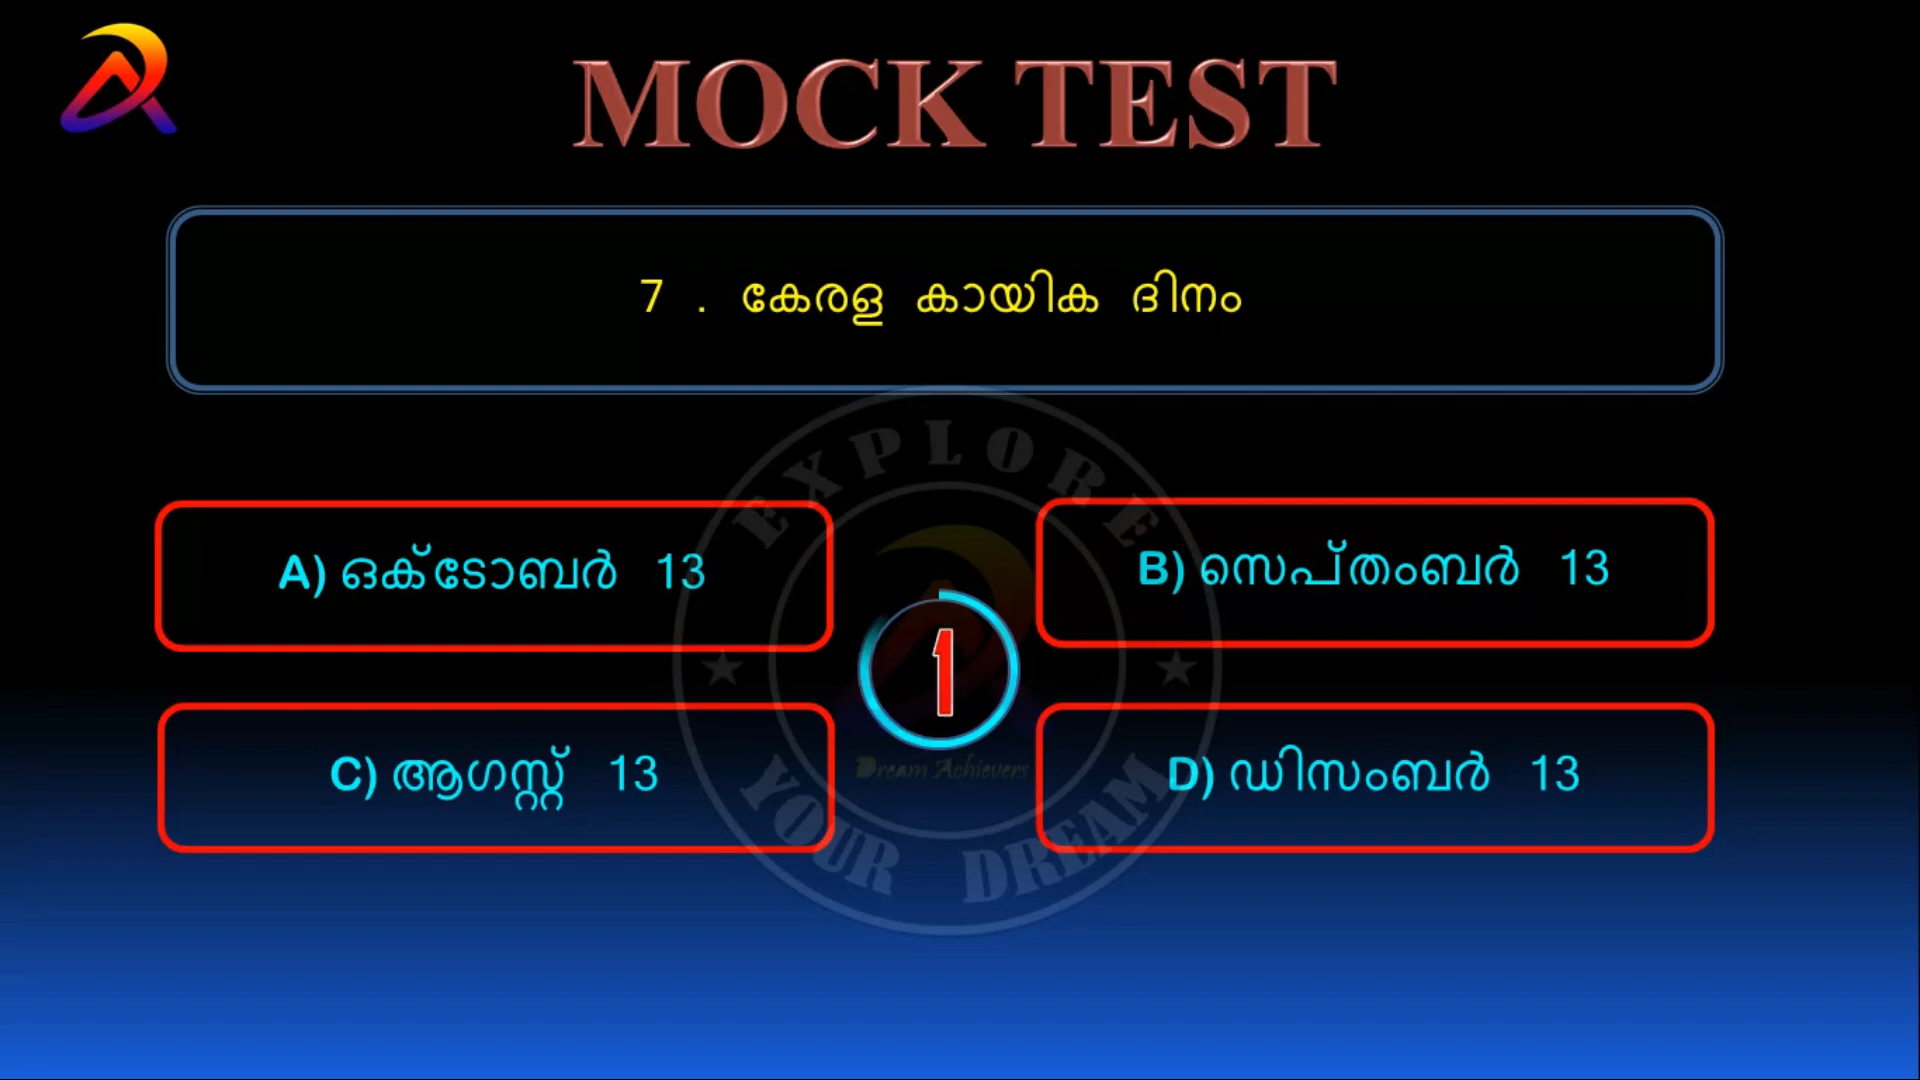 MOCK TEST
7 . കേരള കായിക ദിനം
A) ഒക്ടോബർ 13
B) സെപ്തംബർ 13
1
C) ആഗസ്റ്റ് 13
D) ഡിസംബർ 13
EXPLORE
Dream Achievers
YOUR DREAM